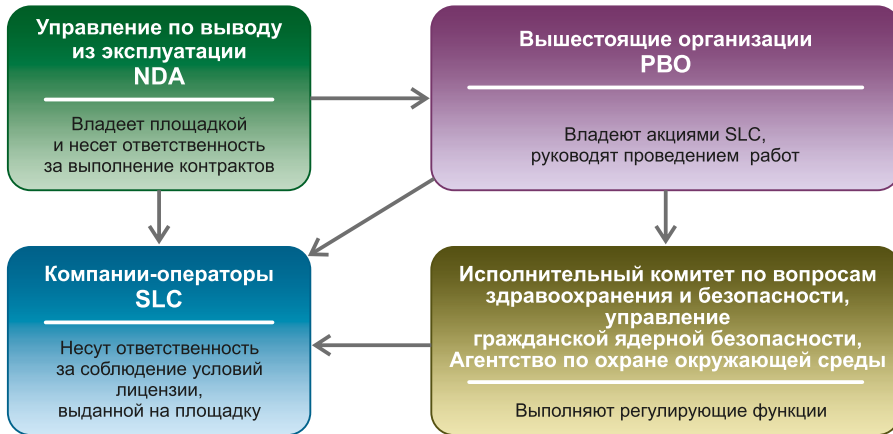 Управление по выводу
из эксплуатации
NDA
Владеет площадкой
и несет ответственность
за выполнение контрактов
Вышестоящие организации
PBO
Владеют акциями SLC,
руководят проведением работ
Компании-операторы
SLC
Несут ответственность
за соблюдение условий
лицензии,
выданной на площадку
Исполнительный комитет по вопросам
здравоохранения и безопасности,
управление
гражданской ядерной безопасности,
Агентство по охране окружающей среды
Выполняют регулирующие функции